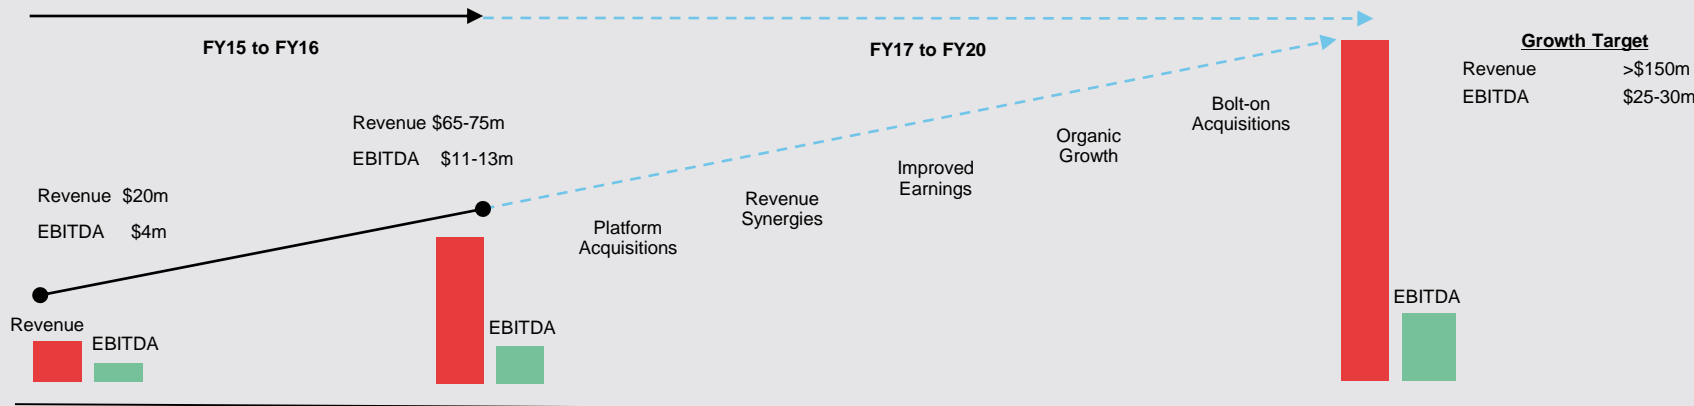 FY15 to FY16
FY17 to FY20
Growth Target
Revenue >$150m
EBITDA $25-30m
Revenue $65-75m
EBITDA $11-13m
Revenue $20m
EBITDA $4m
Platform
Acquisitions
Revenue
Synergies
Improved
Earnings
Organic
Growth
Bolt-on
Acquisitions
Revenue
EBITDA
EBITDA
EBITDA